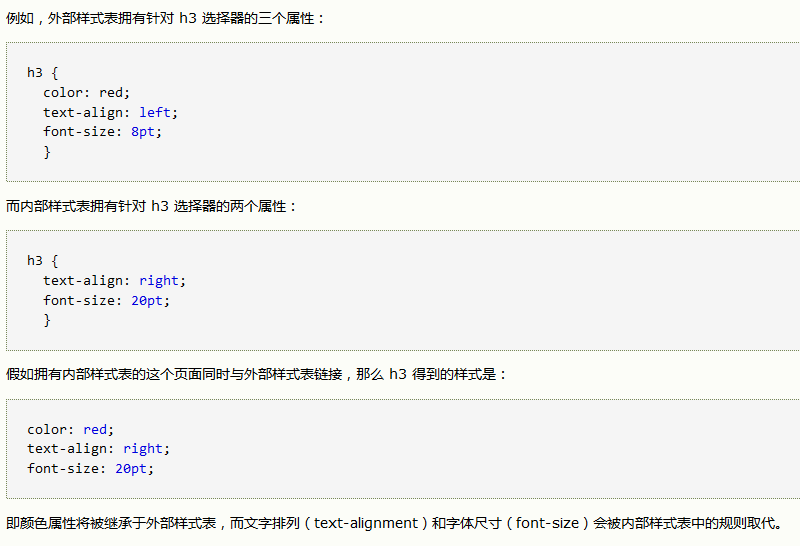 例如，外部样式表拥有针对 h3 选择器的三个属性：
h3 {
  color: red;
  text-align: left;
  font-size: 8pt;
  }
而内部样式表拥有针对 h3 选择器的两个属性：
h3 {
  text-align: right;
  font-size: 20pt;
  }
假如拥有内部样式表的这个页面同时与外部样式表链接，那么 h3 得到的样式是：
color: red;
text-align: right;
font-size: 20pt;
即颜色属性将被继承于外部样式表，而文字排列（text-alignment）和字体尺寸（font-size）会被内部样式表中的规则取代。